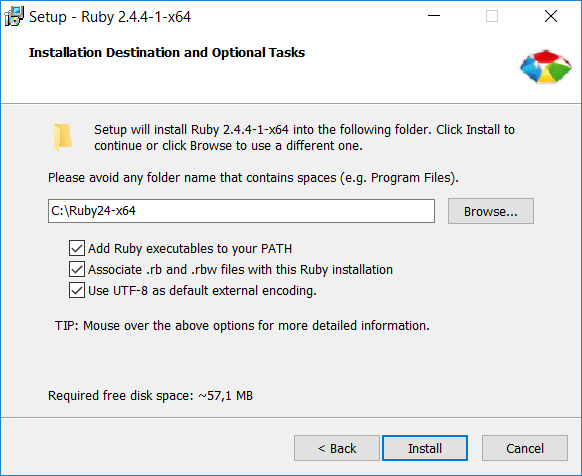 Setup - Ruby 2.4.4-1-x64
Installation Destination and Optional Tasks
Setup will install Ruby 2.4.4-1-x64 into the following folder. Click Install to
continue or click Browse to use a different one.
Please avoid any folder name that contains spaces (e.g. Program Files).
C:\Ruby24-x64
Browse...
Add Ruby executables to your PATH
Associate .rb and .rbw files with this Ruby installation
Use UTF-8 as default external encoding.
TIP: Mouse over the above options for more detailed information.
Required free disk space: ~57,1 MB
< Back
Install
Cancel